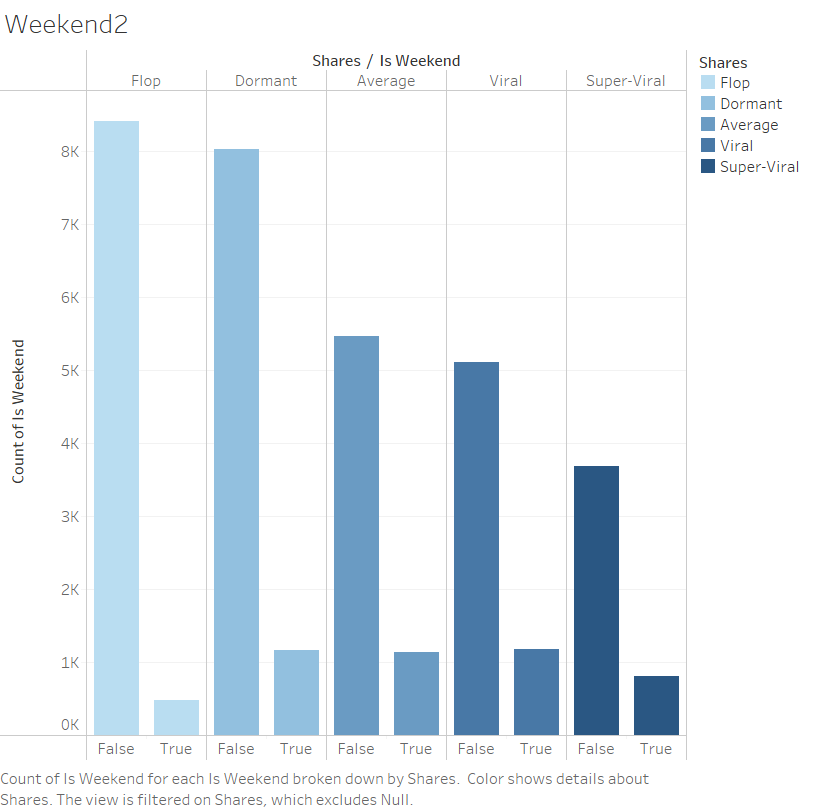 Weekend2
Shares / Is Weekend
Flop Dormant Average Viral Super-Viral
Shares
Flop
Dormant
Average
Viral
Super-Viral
8K
7K
6K
5K
4K
3K
2K
1K
0K
Count of Is Weekend
False True False True False True False True False True
Count of Is Weekend for each Is Weekend broken down by Shares. Color shows details about
Shares. The view is filtered on Shares, which excludes Null.